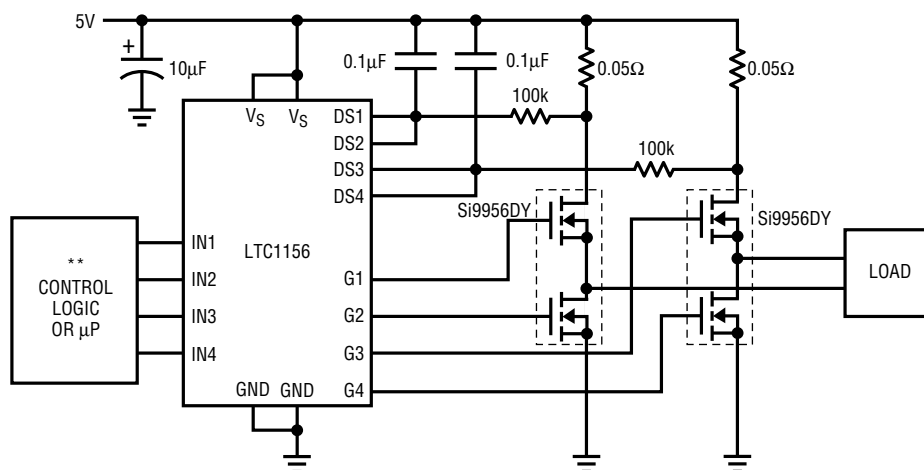 5V
+
10μF
0.1μF
0.1μF
0.05Ω
0.05Ω
100k
100k
VS
VS
DS1
DS2
DS3
DS4
Si9956DY
Si9956DY
**
CONTROL
LOGIC
OR μP
IN1
IN2
IN3
IN4
LTC1156
G1
G2
G3
G4
GND
GND
LOAD